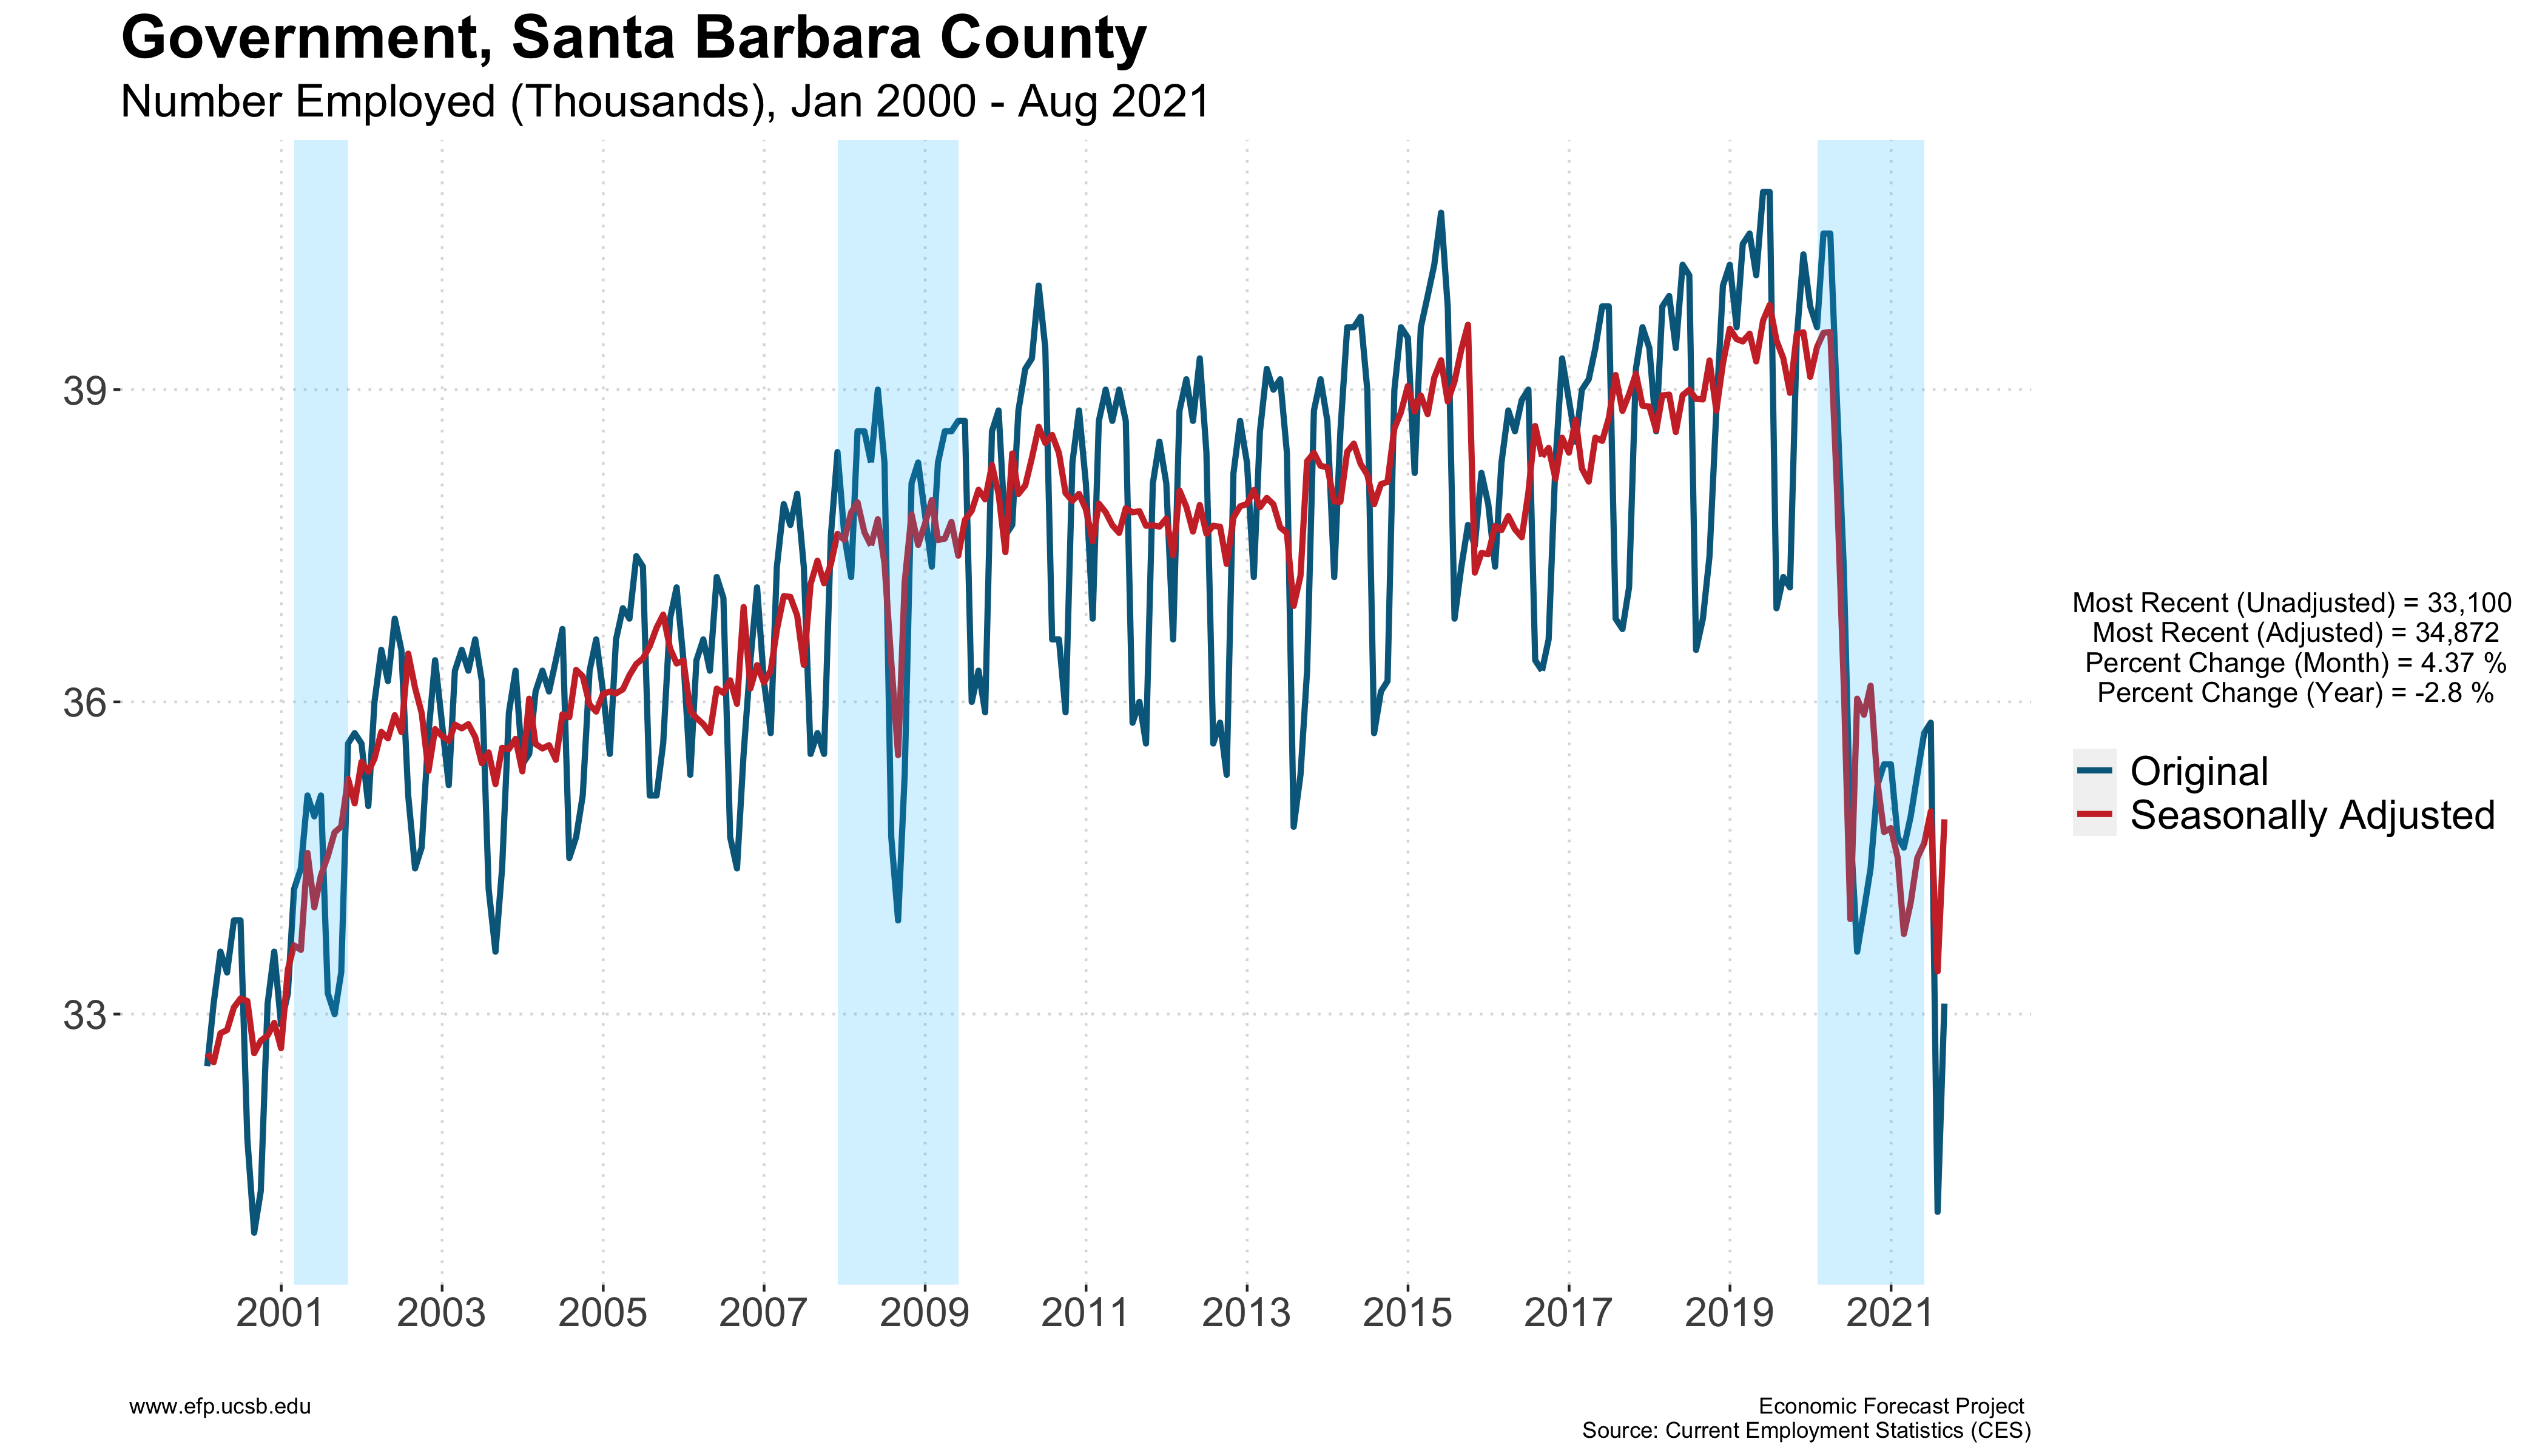 Government, Santa Barbara County
Number Employed (Thousands), Jan 2000 - Aug 2021
39
36
33
2001
2003
2005
2007
2009
2011
2013
2015
2017
2019
2021
Most Recent (Unadjusted) = 33,100
Most Recent (Adjusted) = 34,872
Percent Change (Month) = 4.37 %
Percent Change (Year) = -2.8 %
Original
Seasonally Adjusted
www.efp.ucsb.edu
Economic Forecast Project
Source: Current Employment Statistics (CES)